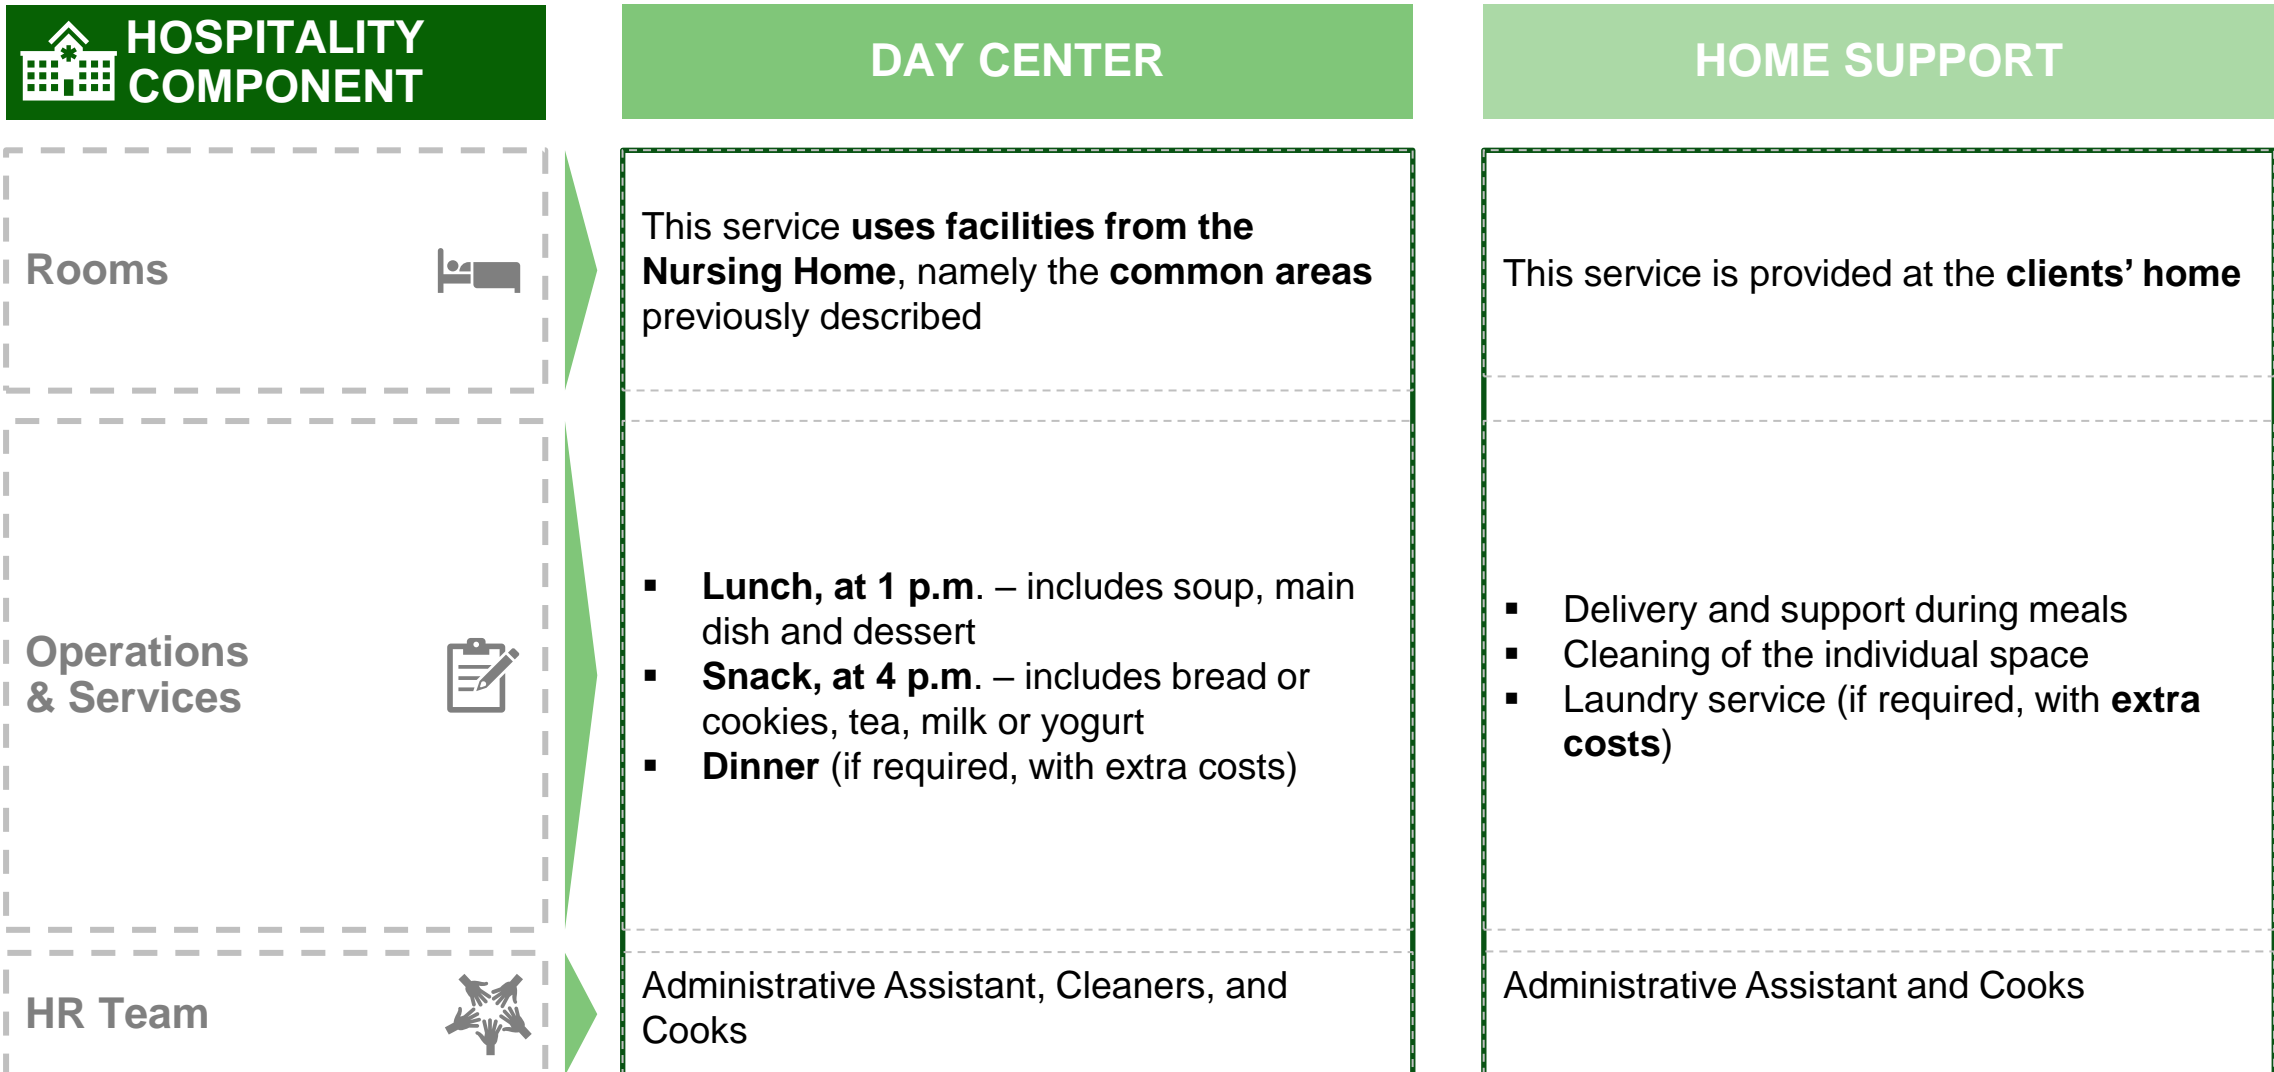 HOSPITALITY
COMPONENT
DAY CENTER
HOME SUPPORT
Rooms
This service uses facilities from the
Nursing Home, namely the common areas
previously described
This service is provided at the clients’ home
Operations
& Services
▪ Lunch, at 1 p.m. – includes soup, main
dish and dessert
▪ Snack, at 4 p.m. – includes bread or
cookies, tea, milk or yogurt
▪ Dinner (if required, with extra costs)
▪ Delivery and support during meals
▪ Cleaning of the individual space
▪ Laundry service (if required, with extra
costs)
HR Team
Administrative Assistant, Cleaners, and
Cooks
Administrative Assistant and Cooks